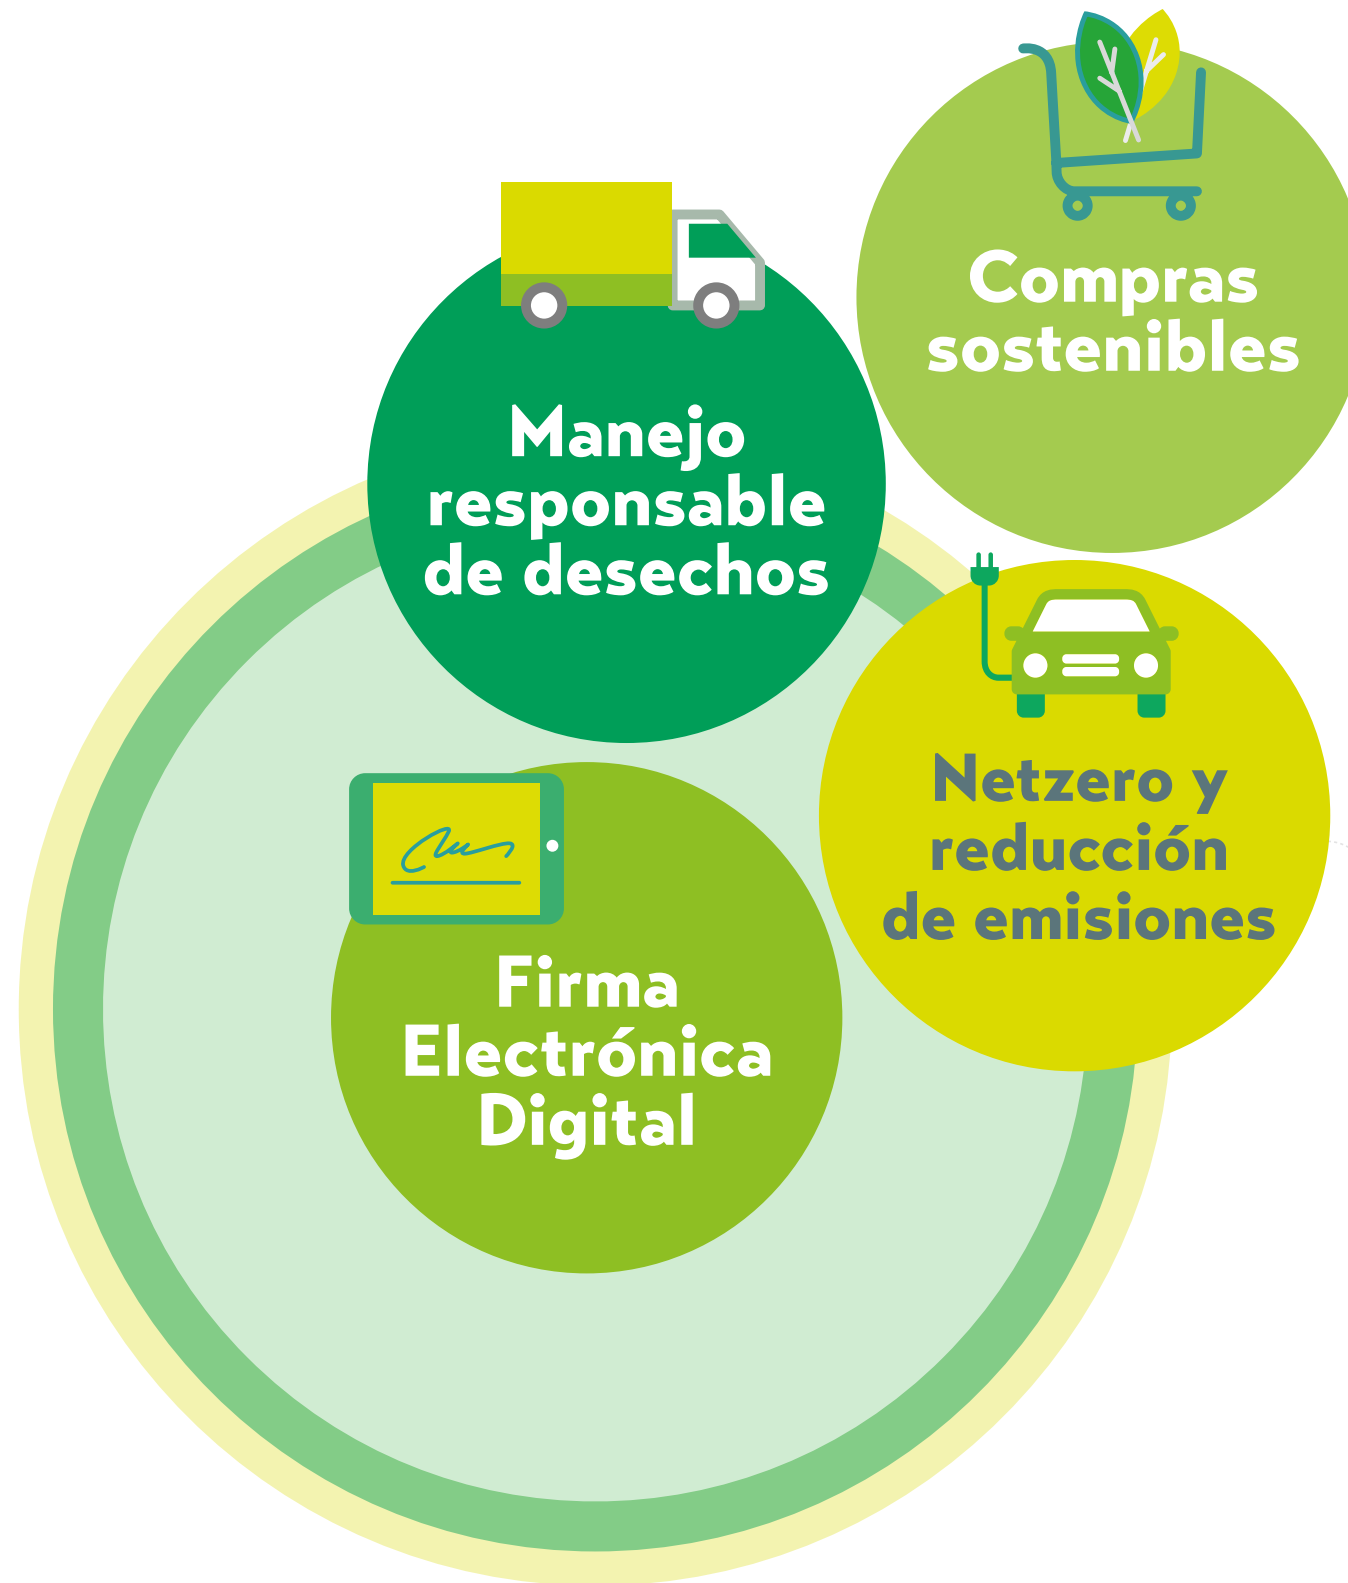 Compras
sostenibles
Manejo
responsable
de desechos
Netzero y
reducción
de emisiones
Firma
Electrónica
Digital